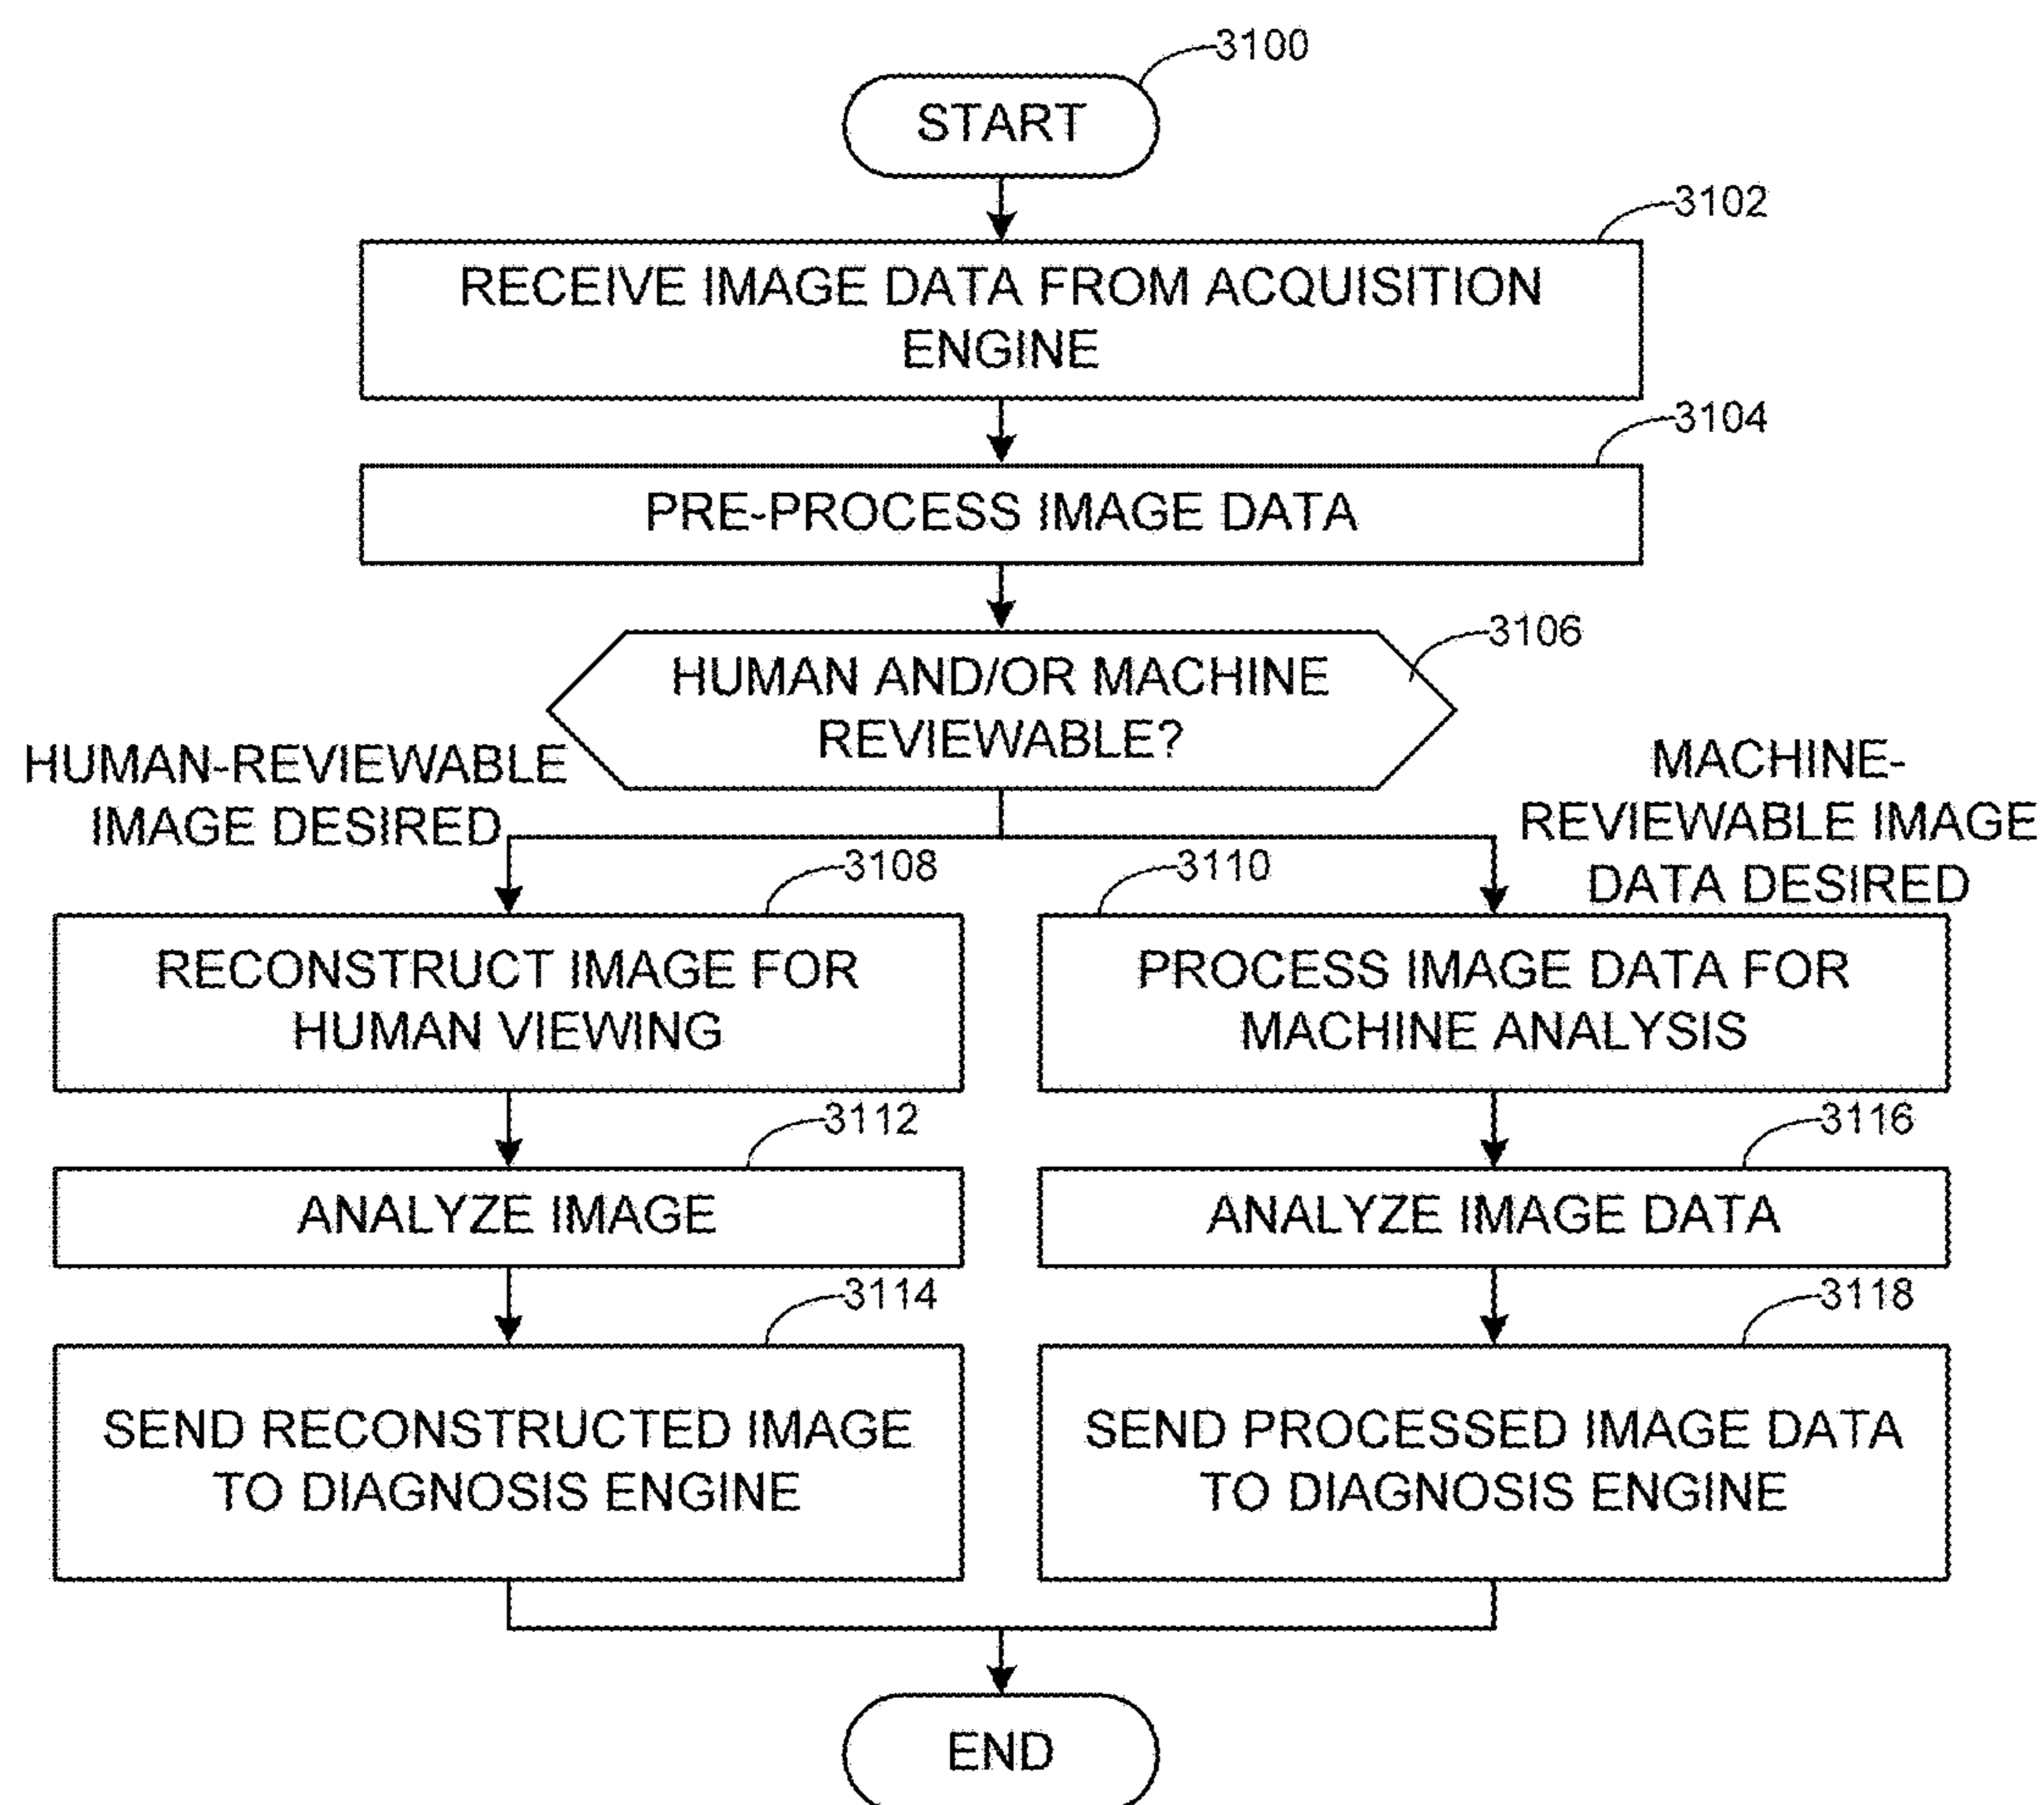 3100
START
3102
RECEIVE IMAGE DATA FROM ACQUISITION
ENGINE
3104
PRE-PROCESS IMAGE DATA
3106
HUMAN AND/OR MACHINE
REVIEWABLE?
HUMAN-REVIEWABLE
IMAGE DESIRED
MACHINE-
REVIEWABLE IMAGE
DATA DESIRED
3108
RECONSTRUCT IMAGE FOR
HUMAN VIEWING
3110
PROCESS IMAGE DATA FOR
MACHINE ANALYSIS
3112
ANALYZE IMAGE
3116
ANALYZE IMAGE DATA
3114
SEND RECONSTRUCTED IMAGE
TO DIAGNOSIS ENGINE
3118
SEND PROCESSED IMAGE DATA
TO DIAGNOSIS ENGINE
END